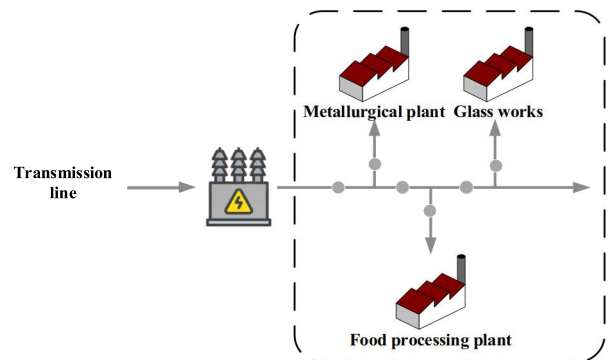 Metallurgical plant
Glass works
Transmission
line
Food processing plant